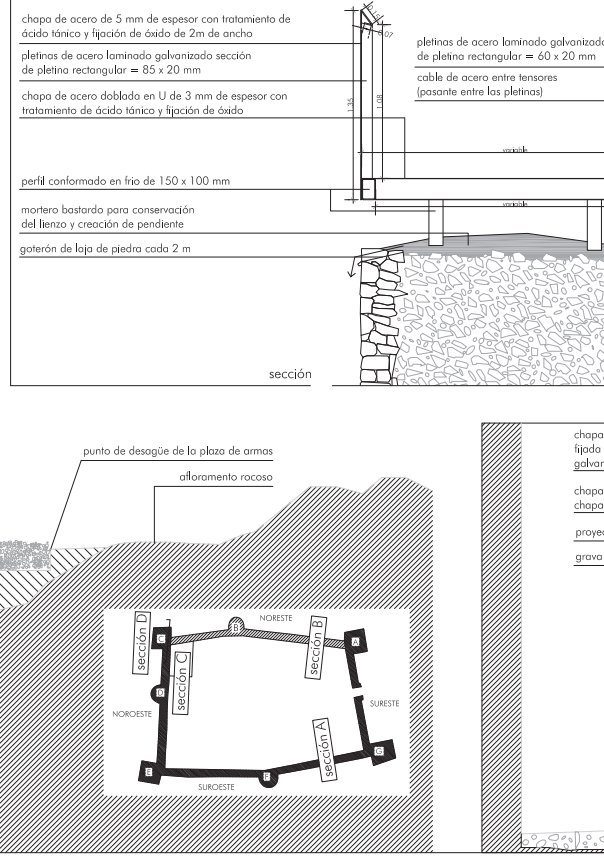 chapa de acero de 5 mm de espesor con tratamiento de
ácido tánico y fijación de óxido de 2m de ancho
pletinas de acero laminado galvanizado sección
de pletina rectangular = 85 x 20 mm
chapa de acero doblada en U de 3 mm de espesor con
tratamiento de ácido tánico y fijación de óxido
perfil conformado en frio de 150 x 100 mm
mortero bastardo para conservación
del lienzo y creación de pendiente
goterón de laja de piedra cada 2 m
0.07
1.35
1.08
variable
variable
pletinas de acero laminado galvanizado
de pletina rectangular = 60 x 20 mm
cable de acero entre tensores
(pasante entre las pletinas)
sección
punto de desagüe de la plaza de armas
afloramento rocoso
chapa
fijada
galvan
chapa
chapa
proyec
grava
NORESTE
SURESTE
NOROESTE
SUROESTE
sección D
sección C
sección B
sección A
A
B
C
D
E
F
G